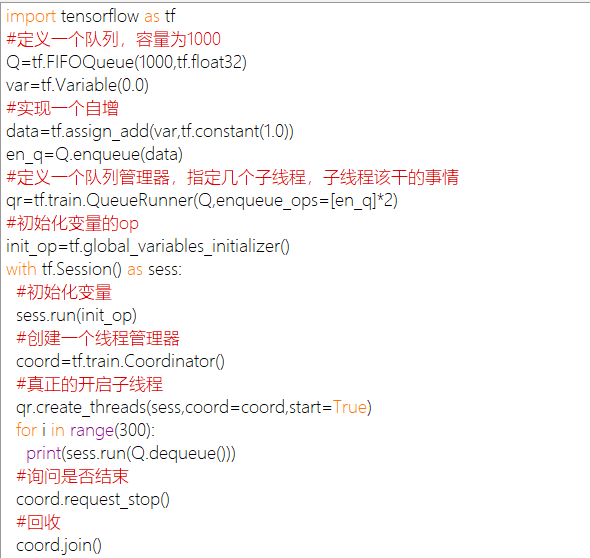 import tensorflow as tf
#定义一个队列，容量为1000
Q=tf.FIFOQueue(1000,tf.float32)
var=tf.Variable(0.0)
#实现一个自增
data=tf.assign_add(var,tf.constant(1.0))
en_q=Q.enqueue(data)
#定义一个队列管理器，指定几个子线程，子线程该干的事情
qr=tf.train.QueueRunner(Q,enqueue_ops=[en_q]*2)
#初始化变量的op
init_op=tf.global_variables_initializer()
with tf.Session() as sess:
  #初始化变量
  sess.run(init_op)
  #创建一个线程管理器
  coord=tf.train.Coordinator()
  #真正的开启子线程
  qr.create_threads(sess,coord=coord,start=True)
  for i in range(300):
    print(sess.run(Q.dequeue()))
  #询问是否结束
  coord.request_stop()
  #回收
  coord.join()